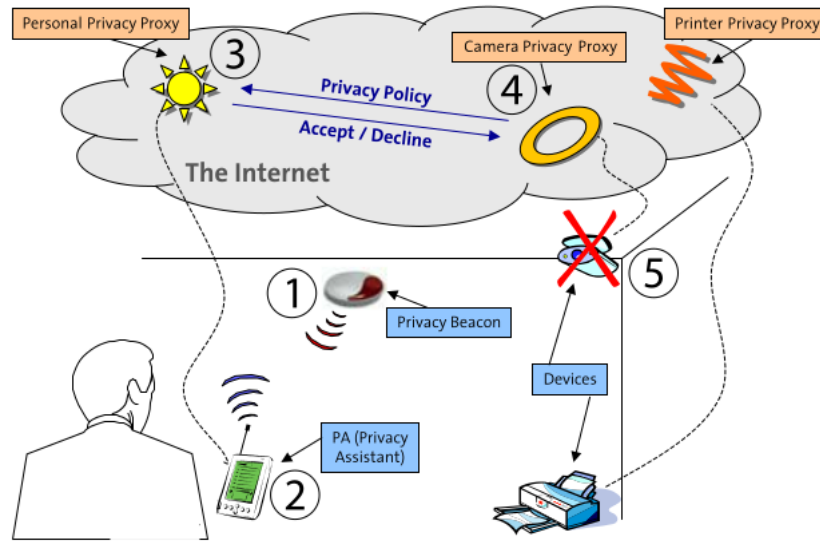 Personal Privacy Proxy
Printer Privacy Proxy
3
Camera Privacy Proxy
4
Privacy Policy
Accept / Decline
The Internet
5
1
Privacy Beacon
Devices
PA (Privacy
Assistant)
2